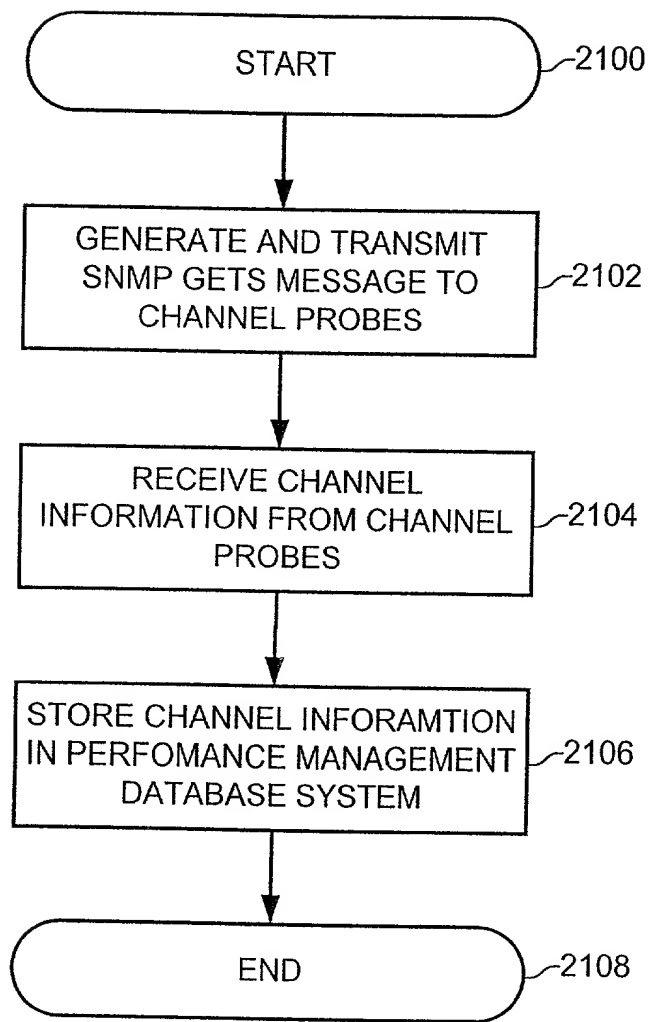 START
2100
GENERATE AND TRANSMIT
SNMP GETS MESSAGE TO
CHANNEL PROBES
2102
RECEIVE CHANNEL
INFORMATION FROM CHANNEL
PROBES
2104
STORE CHANNEL INFORAMTION
IN PERFOMANCE MANAGEMENT
DATABASE SYSTEM
2106
END
2108